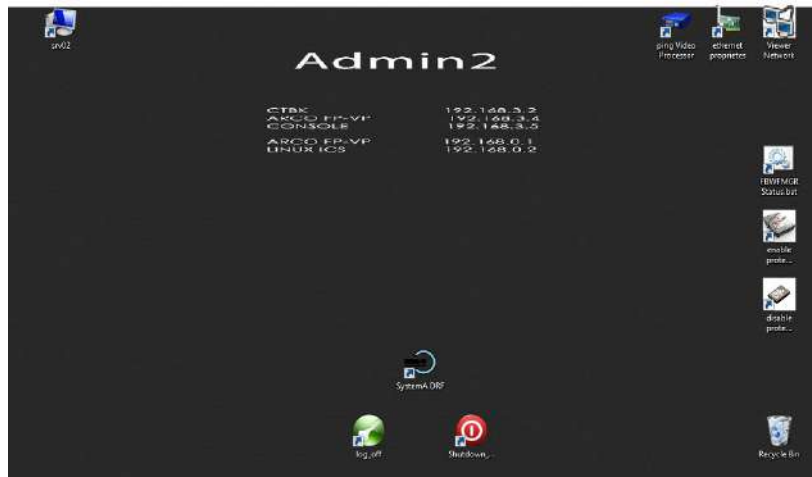 srv02
ping Video
Processor
ethernet
proprietes
Viewer
Network
Admin2
CTBK 192.168.3.2
ARCO FP-VP 192.168.3.4
CONSOLE 192.168.3.5
ARCO FP-VP 192.168.0.1
LINUX ICS 192.168.0.2
FBWFMGR
Status.bat
enable
prote...
disable
prote...
SystemA DRF
log_off
Shutdown_...
Recycle Bin